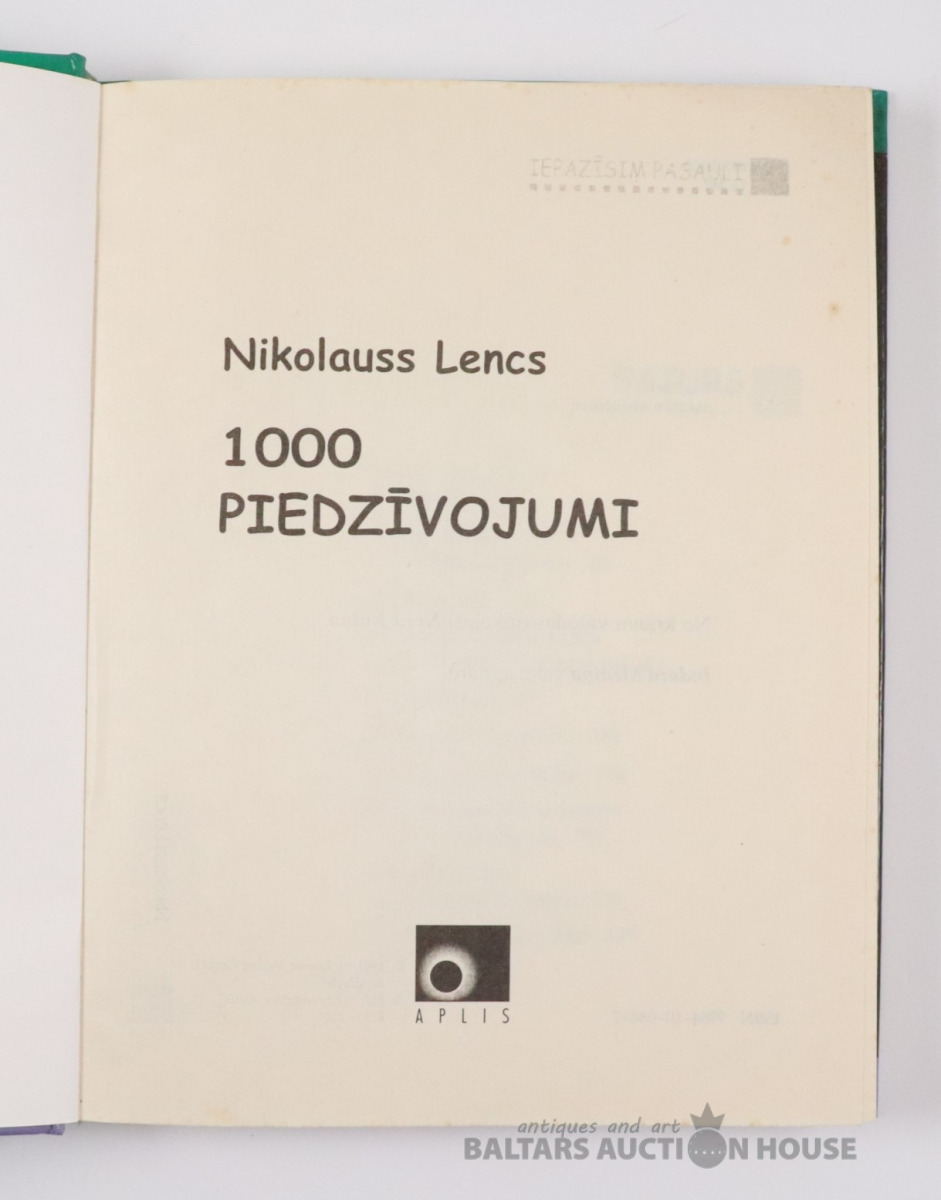 IEPAZĪSIM PASAULI
Nikolauss Lencs
1000
PIEDZĪVOJUMI
APLIS
antiques and art
BALTARS AUCTION HOUSE